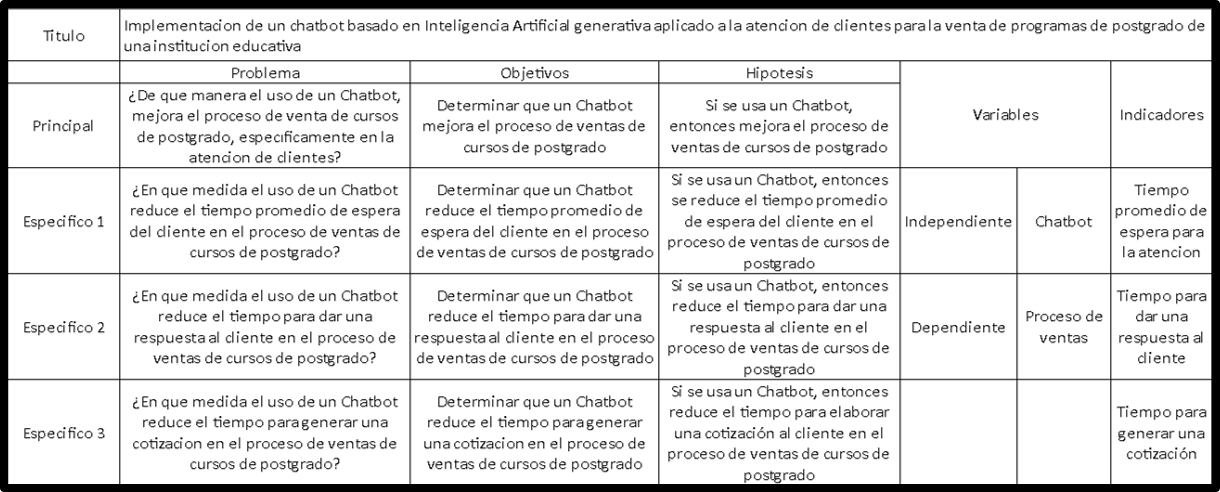 Titulo
Implementacion de un chatbot basado en Inteligencia Artificial generativa aplicado a la atencion de clientes para la venta de programas de postgrado de
una institucion educativa
Problema
Objetivos
Hipotesis
Variables
Indicadores
Principal
¿De que manera el uso de un Chatbot,
mejora el proceso de venta de cursos
de postgrado, especificamente en la
atencion de clientes?
Determinar que un Chatbot
mejora el proceso de ventas de
cursos de postgrado
Si se usa un Chatbot,
entonces mejora el proceso de
ventas de cursos de postgrado
Especifico 1
¿En que medida el uso de un Chatbot
reduce el tiempo promedio de espera
del cliente en el proceso de ventas de
cursos de postgrado?
Determinar que un Chatbot
reduce el tiempo promedio de
espera del cliente en el proceso
de ventas de cursos de postgrado
Si se usa un Chatbot, entonces
se reduce el tiempo promedio
de espera del cliente en el
proceso de ventas de cursos de
postgrado
Independiente
Chatbot
Tiempo
promedio de
espera para
la atencion
Especifico 2
¿En que medida el uso de un Chatbot
reduce el tiempo para dar una
respuesta al cliente en el proceso de
ventas de cursos de postgrado?
Determinar que un Chatbot
reduce el tiempo para dar una
respuesta al cliente en el proceso
de ventas de cursos de postgrado
Si se usa un Chatbot, entonces
reduce el tiempo para dar una
respuesta al cliente en el
proceso de ventas de cursos de
postgrado
Dependiente
Proceso de
ventas
Tiempo para
dar una
respuesta al
cliente
Especifico 3
¿En que medida el uso de un Chatbot
reduce el tiempo para generar una
cotizacion en el proceso de ventas de
cursos de postgrado?
Determinar que un Chatbot
reduce el tiempo para generar
una cotizacion en el proceso de
ventas de cursos de postgrado
Si se usa un Chatbot, entonces
reduce el tiempo para elaborar
una cotización al cliente en el
proceso de ventas de cursos de
postgrado
Tiempo para
generar una
cotización